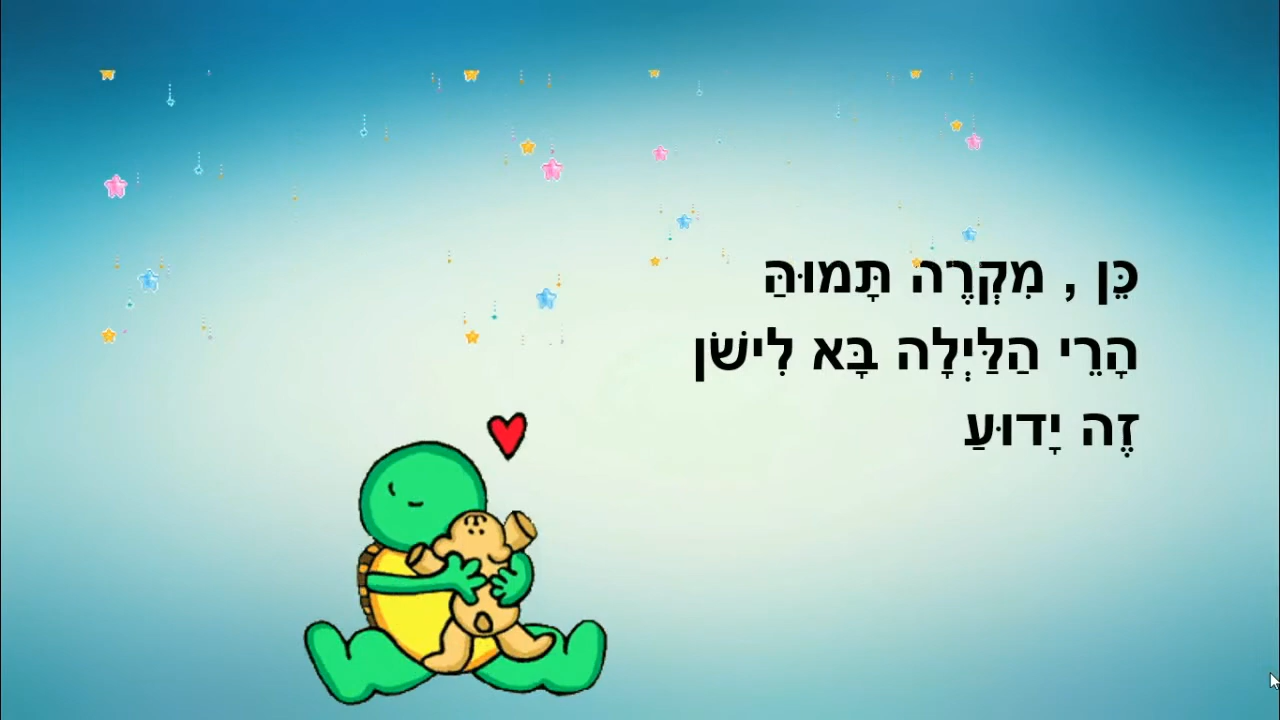 כֵּן , מִקְרֶה תָּמוּהַּ
הָרֵי הַלַּיְלָה בָּא לִישֹׁן
זֶה יָדוּעַ